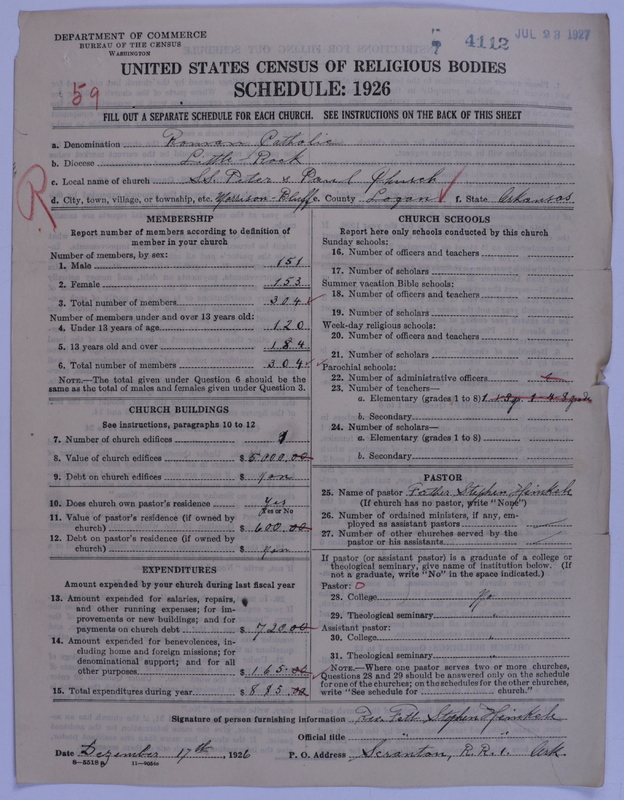 DEPARTMENT OF COMMERCE
BUREAU OF THE CENSUS
WASHINGTON
4112
JUL 29 1927
UNITED STATES CENSUS OF RELIGIOUS BODIES
SCHEDULE: 1926
59
FILL OUT A SEPARATE SCHEDULE FOR EACH CHURCH. SEE INSTRUCTIONS ON THE BACK OF THIS SHEET
a. Denomination Roman Catholic
b. Diocese Little Rock
c. Local name of church SS. Peter & Paul Church
d. City, town, village, or township, etc. Morrison-Bluff e. County Logan f. State Arkansas
R
MEMBERSHIP
Report number of members according to definition of
member in your church
Number of members, by sex:
1. Male 151
2. Female 153
3. Total number of members 304
Number of members under and over 13 years old:
4. Under 13 years of age 120
5. 13 years old and over 184
6. Total number of members 304
NOTE.—The total given under Question 6 should be the
same as the total of males and females given under Question 3.
CHURCH BUILDINGS
See instructions, paragraphs 10 to 12
7. Number of church edifices 1
8. Value of church edifices $ 5000.00
9. Debt on church edifices $
10. Does church own pastor's residence Yes
Yes or No
11. Value of pastor's residence (if owned by
church) $ 600.00
12. Debt on pastor's residence (if owned by
church) $
EXPENDITURES
Amount expended by your church during last fiscal year
13. Amount expended for salaries, repairs,
and other running expenses; for im-
provements or new buildings; and for
payments on church debt $ 720.00
14. Amount expended for benevolences, in-
cluding home and foreign missions; for
denominational support; and for all
other purposes $ 165.00
15. Total expenditures during year $ 885.00
CHURCH SCHOOLS
Report here only schools conducted by this church
Sunday schools:
16. Number of officers and teachers
17. Number of scholars
Summer vacation Bible schools:
18. Number of officers and teachers
19. Number of scholars
Week-day religious schools:
20. Number of officers and teachers
21. Number of scholars
Parochial schools:
22. Number of administrative officers
23. Number of teachers—
a. Elementary (grades 1 to 8)
b. Secondary
24. Number of scholars—
a. Elementary (grades 1 to 8)
b. Secondary
PASTOR
25. Name of pastor Father Stephen Heinkele
(If church has no pastor, write "None")
26. Number of ordained ministers, if any, em-
ployed as assistant pastors
27. Number of other churches served by the
pastor or his assistants
If pastor (or assistant pastor) is a graduate of a college or
theological seminary, give name of institution below. (If
not a graduate, write "No" in the space indicated.)
Pastor: 0
28. College No
29. Theological seminary "
Assistant pastor:
30. College "
31. Theological seminary "
NOTE.—Where one pastor serves two or more churches,
Questions 28 and 29 should be answered only on the schedule
for one of the churches; on the schedules for the other churches,
write "See schedule for church."
Signature of person furnishing information Rev. Fath. Stephen Heinkele
Official title "
Date Dezember 17th, 1926 P. O. Address Scranton, R.R.1. Ark.
8—5518 11—9051